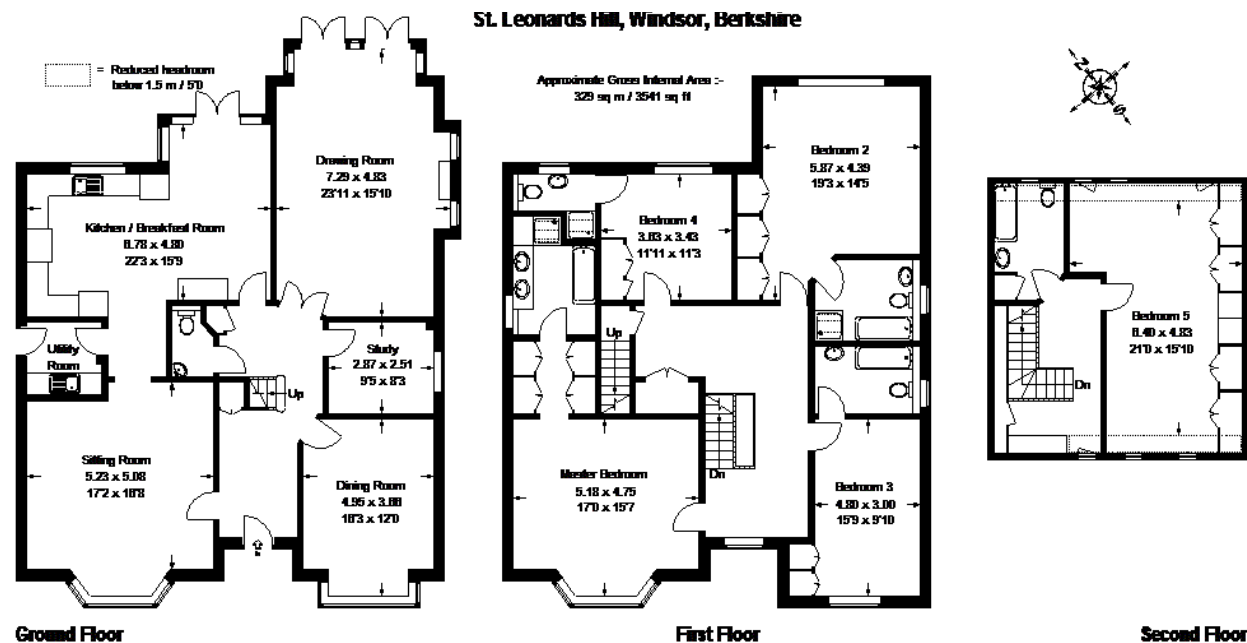 St. Leonards Hill, Windsor, Berkshire
= Reduced headroom
below 1.5 m / 5'0
Approximate Gross Internal Area :-
329 sq m / 3541 sq ft
N
S
Drawing Room
7.29 x 4.83
23'11 x 15'10
Kitchen / Breakfast Room
6.78 x 4.80
22'3 x 15'9
Utility
Room
Study
2.87 x 2.51
9'5 x 8'3
Up
Sitting Room
5.23 x 5.08
17'2 x 16'8
Dining Room
4.95 x 3.66
16'3 x 12'0
Ground Floor
Bedroom 2
5.87 x 4.39
19'3 x 14'5
Bedroom 4
3.63 x 3.43
11'11 x 11'3
Up
Master Bedroom
5.18 x 4.75
17'0 x 15'7
Dn
Bedroom 3
4.80 x 3.00
15'9 x 9'10
First Floor
Bedroom 5
6.40 x 4.83
21'0 x 15'10
Dn
Second Floor